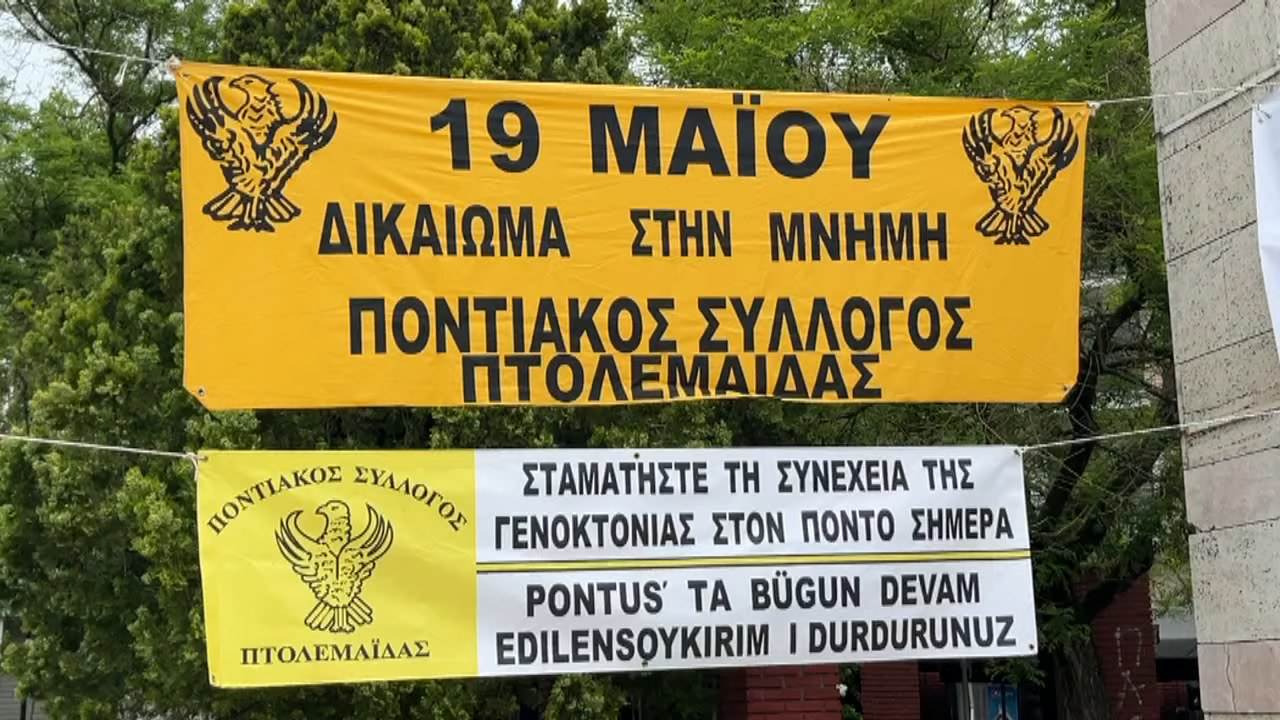 19 ΜΑΪΟΥ
ΔΙΚΑΙΩΜΑ ΣΤΗΝ ΜΝΗΜΗ
ΠΟΝΤΙΑΚΟΣ ΣΥΛΛΟΓΟΣ
ΠΤΟΛΕΜΑΙΔΑΣ
ΠΟΝΤΙΑΚΟΣ ΣΥΛΛΟΓΟΣ
ΠΤΟΛΕΜΑΪΔΑΣ
ΣΤΑΜΑΤΗΣΤΕ ΤΗ ΣΥΝΕΧΕΙΑ ΤΗΣ
ΓΕΝΟΚΤΟΝΙΑΣ ΣΤΟΝ ΠΟΝΤΟ ΣΗΜΕΡΑ
PONTUS' TA BÜGUN DEVAM
EDILENSOYKIRIM I DURDURUNUZ